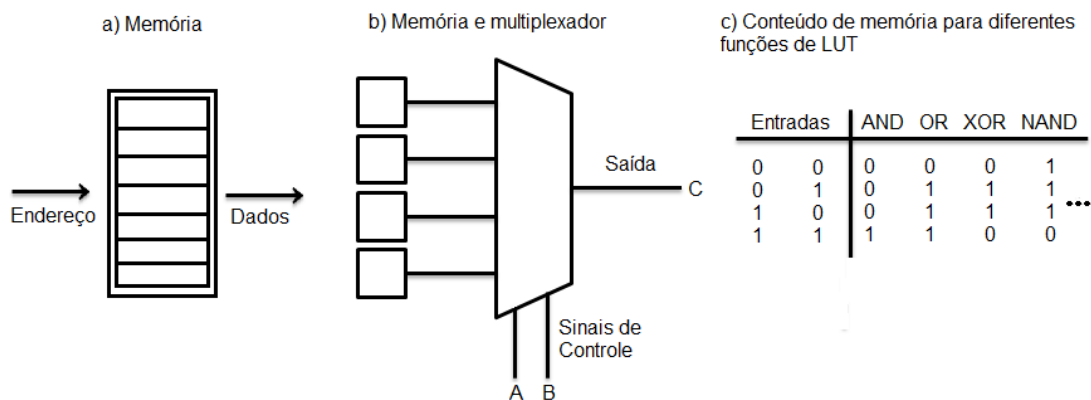 a) Memória
Endereço
Dados
b) Memória e multiplexador
Saída
C
Sinais de
Controle
A B
c) Conteúdo de memória para diferentes
funções de LUT
Entradas AND OR XOR NAND
0 0 0 0 0 1
0 1 0 1 1 1
1 0 0 1 1 1 ...
1 1 1 1 0 0